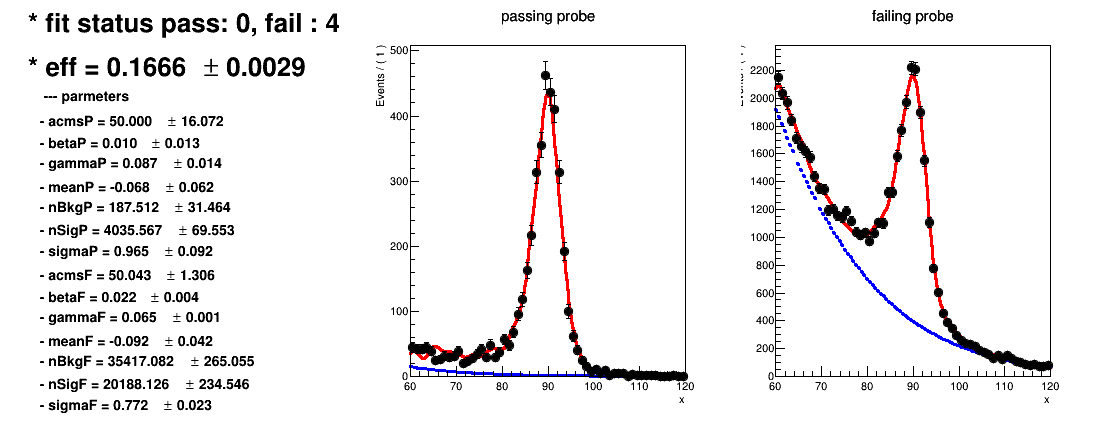 * fit status pass: 0, fail : 4
* eff = 0.1666 ± 0.0029
--- parmeters
- acmsP = 50.000 ± 16.072
- betaP = 0.010 ± 0.013
- gammaP = 0.087 ± 0.014
- meanP = -0.068 ± 0.062
- nBkgP = 187.512 ± 31.464
- nSigP = 4035.567 ± 69.553
- sigmaP = 0.965 ± 0.092
- acmsF = 50.043 ± 1.306
- betaF = 0.022 ± 0.004
- gammaF = 0.065 ± 0.001
- meanF = -0.092 ± 0.042
- nBkgF = 35417.082 ± 265.055
- nSigF = 20188.126 ± 234.546
- sigmaF = 0.772 ± 0.023
passing probe
Events / ( 1 )
500
400
300
200
100
0
60 70 80 90 100 110 120
x
failing probe
Events / ( 1 )
2200
2000
1800
1600
1400
1200
1000
800
600
400
200
0
60 70 80 90 100 110 120
x